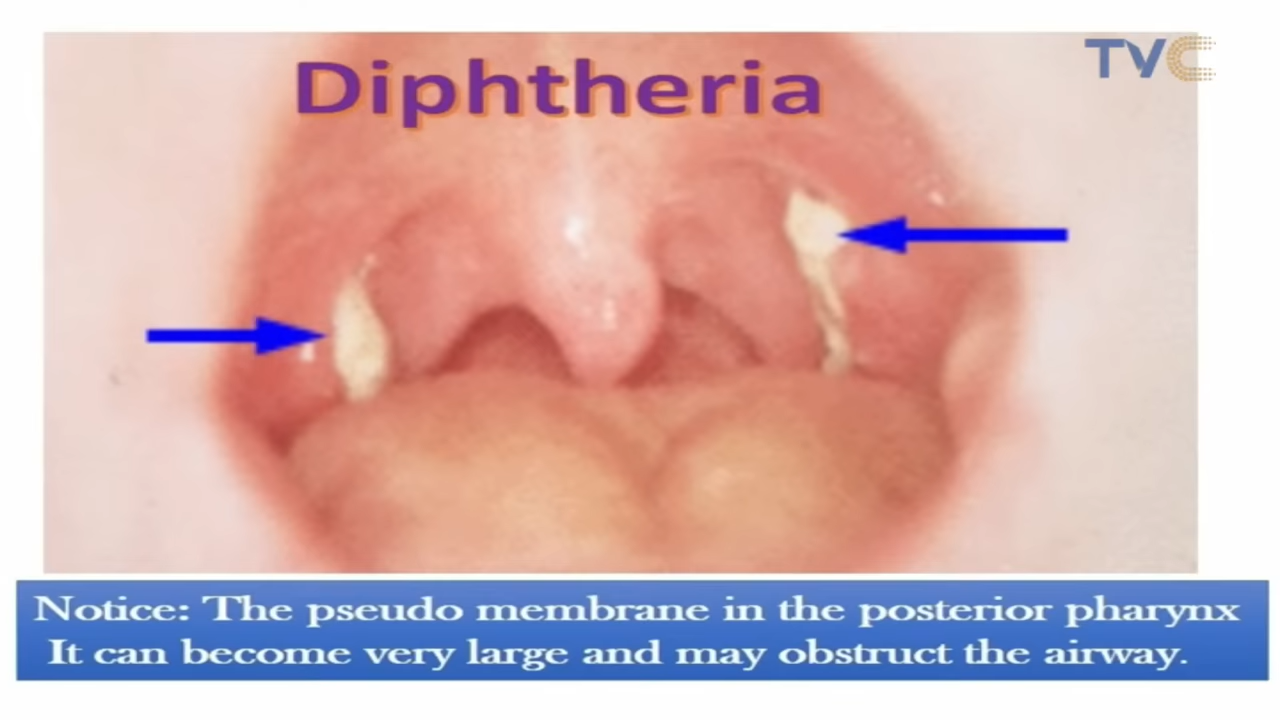 TVC
Diphtheria
Notice: The pseudo membrane in the posterior pharynx
It can become very large and may obstruct the airway.